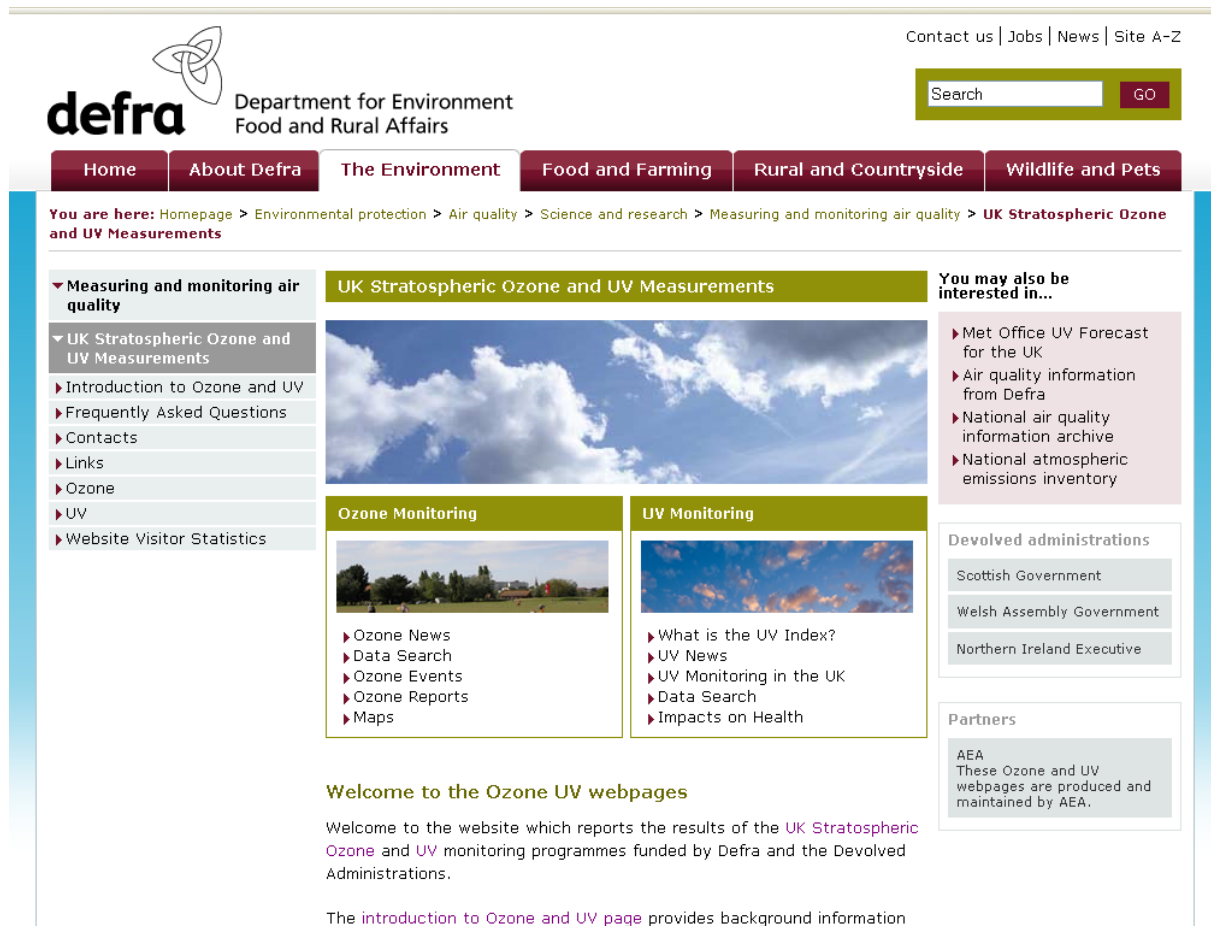 Contact us | Jobs | News | Site A-Z
defra
Department for Environment
Food and Rural Affairs
Search
GO
Home
About Defra
The Environment
Food and Farming
Rural and Countryside
Wildlife and Pets
You are here: Homepage > Environmental protection > Air quality > Science and research > Measuring and monitoring air quality > UK Stratospheric Ozone
and UV Measurements
Measuring and monitoring air
quality
UK Stratospheric Ozone and
UV Measurements
Introduction to Ozone and UV
Frequently Asked Questions
Contacts
Links
Ozone
UV
Website Visitor Statistics
UK Stratospheric Ozone and UV Measurements
Ozone Monitoring
Ozone News
Data Search
Ozone Events
Ozone Reports
Maps
UV Monitoring
What is the UV Index?
UV News
UV Monitoring in the UK
Data Search
Impacts on Health
Welcome to the Ozone UV webpages
Welcome to the website which reports the results of the UK Stratospheric
Ozone and UV monitoring programmes funded by Defra and the Devolved
Administrations.
The introduction to Ozone and UV page provides background information
You may also be
interested in...
Met Office UV Forecast
for the UK
Air quality information
from Defra
National air quality
information archive
National atmospheric
emissions inventory
Devolved administrations
Scottish Government
Welsh Assembly Government
Northern Ireland Executive
Partners
AEA
These Ozone and UV
webpages are produced and
maintained by AEA.